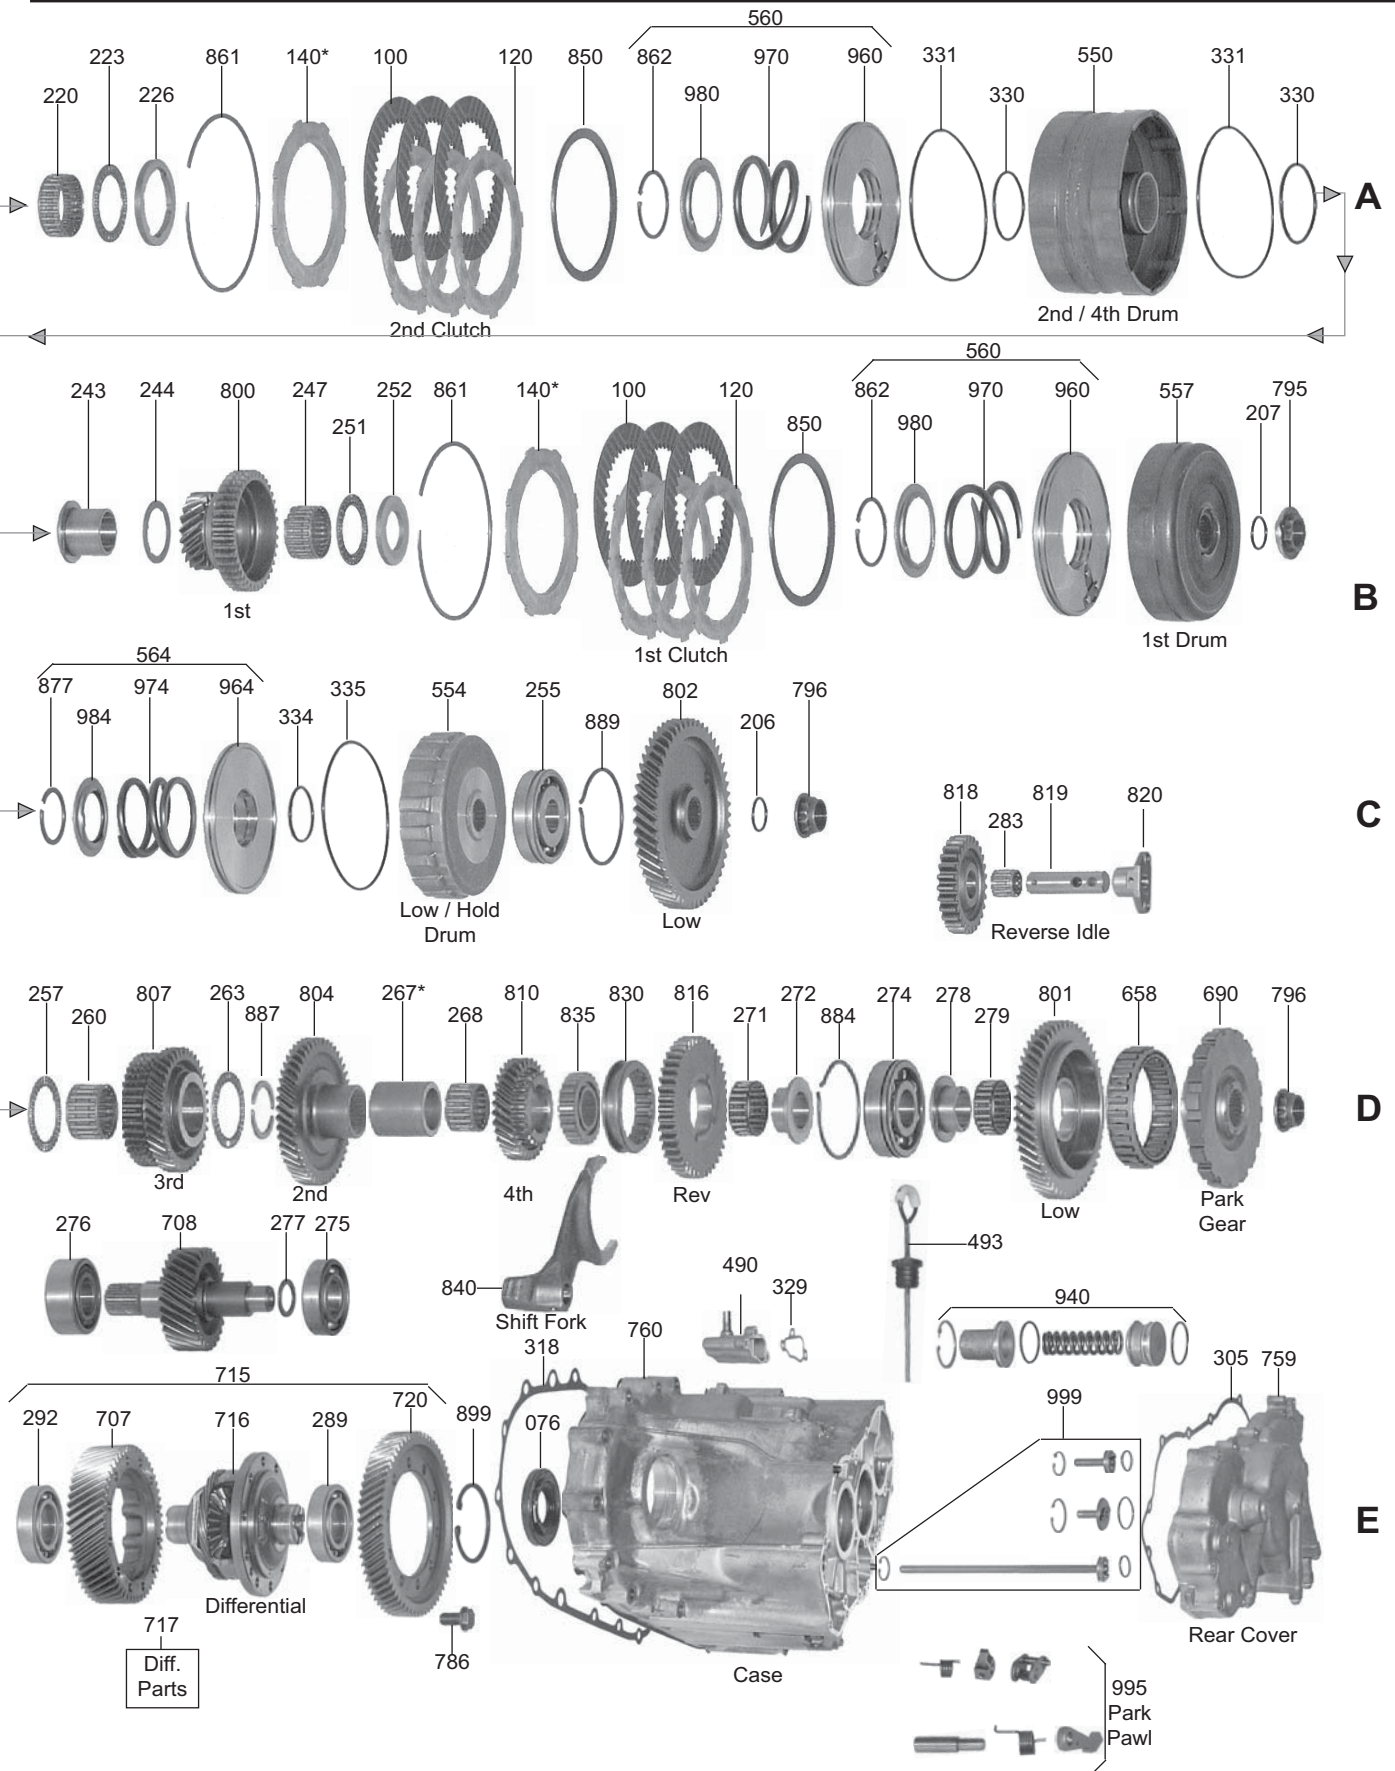 560
223 861 140* 100 120 850 862 970 960 331 550 331
220 226 980 330 330
A
2nd Clutch
2nd / 4th Drum
560
243 244 800 247 252 861 140* 100 120 862 970 960 557 795
251 850 980 207
1st
B
1st Clutch
1st Drum
564
877 974 964 335 554 255 802 796
984 334 889 206
818 819 820
283
C
Low / Hold
Drum
Low
Reverse Idle
257 807 263 804 267* 810 830 816 272 274 278 801 658 690 796
260 887 268 835 271 884 279
D
3rd 2nd 4th Rev
Low
Park
Gear
276 708 277 275
493
840
490
329
Shift Fork
940
318
760
305 759
715
720
999
292 707 716 289 899 076
E
Differential
717
Diff.
Parts
786
Case
Rear Cover
995
Park
Pawl